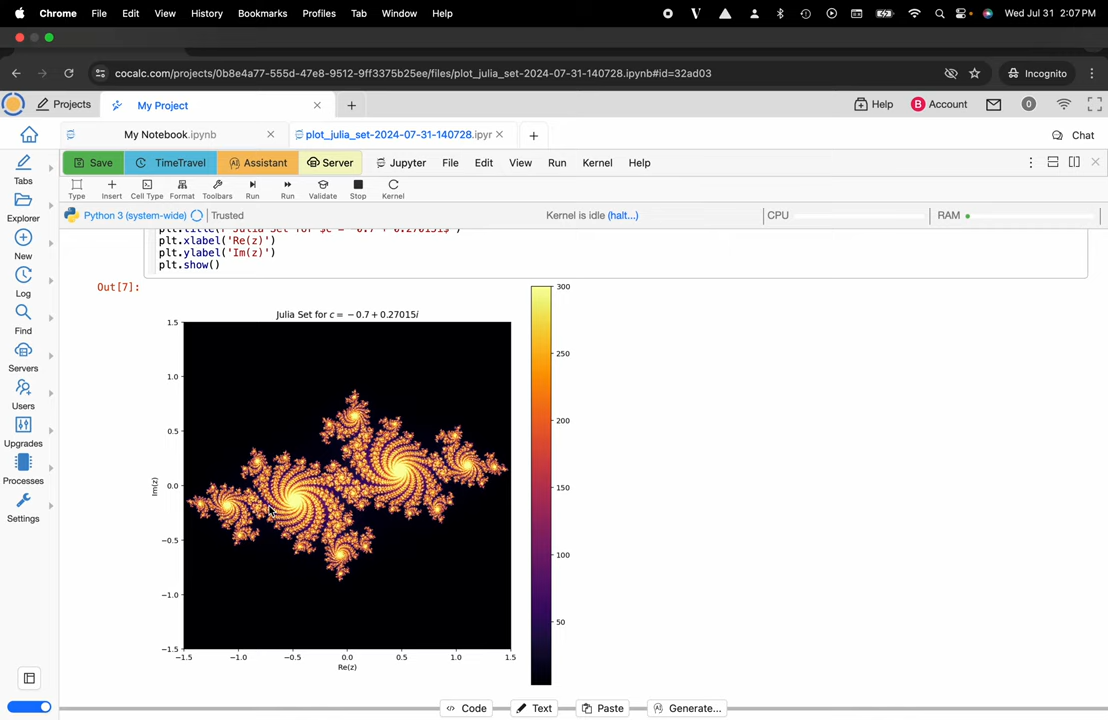 Chrome File Edit View History Bookmarks Profiles Tab Window Help Wed Jul 31 2:07 PM
cocalc.com/projects/0b8e4a77-555d-47e8-9512-9ff3375b25ee/files/plot_julia_set-2024-07-31-140728.ipynb#id=32ad03 Incognito
Projects My Project Help Account 0
My Notebook.ipynb plot_julia_set-2024-07-31-140728.ipyr Chat
Save TimeTravel Assistant Server Jupyter File Edit View Run Kernel Help
Type Insert Cell Type Format Toolbars Run Run Validate Stop Kernel
Python 3 (system-wide) Trusted Kernel is idle (halt...) CPU RAM
Tabs
Explorer
New
Log
Find
Servers
Users
Upgrades
Processes
Settings
plt.xlabel('Re(z)')
plt.ylabel('Im(z)')
plt.show()
Out[7]:
Julia Set for c = −0.7 + 0.27015i
1.5
1.0
0.5
0.0
−0.5
−1.0
−1.5
Im(z)
−1.5 −1.0 −0.5 0.0 0.5 1.0 1.5
Re(z)
300
250
200
150
100
50
Code Text Paste Generate...